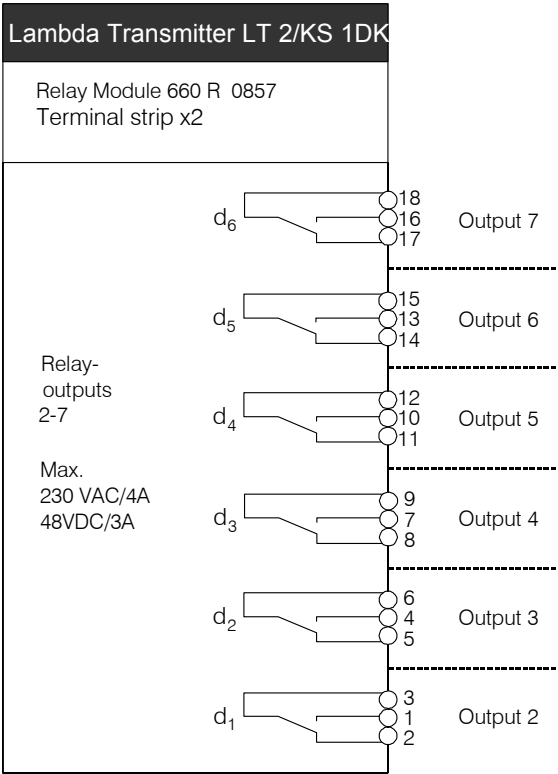 Lambda Transmitter LT 2/KS 1DK
Relay Module 660 R 0857
Terminal strip x2
d6
18
16
17
Output 7
d5
15
13
14
Output 6
Relay-
outputs
2-7
d4
12
10
11
Output 5
Max.
230 VAC/4A
48VDC/3A
d3
9
7
8
Output 4
d2
6
4
5
Output 3
d1
3
1
2
Output 2